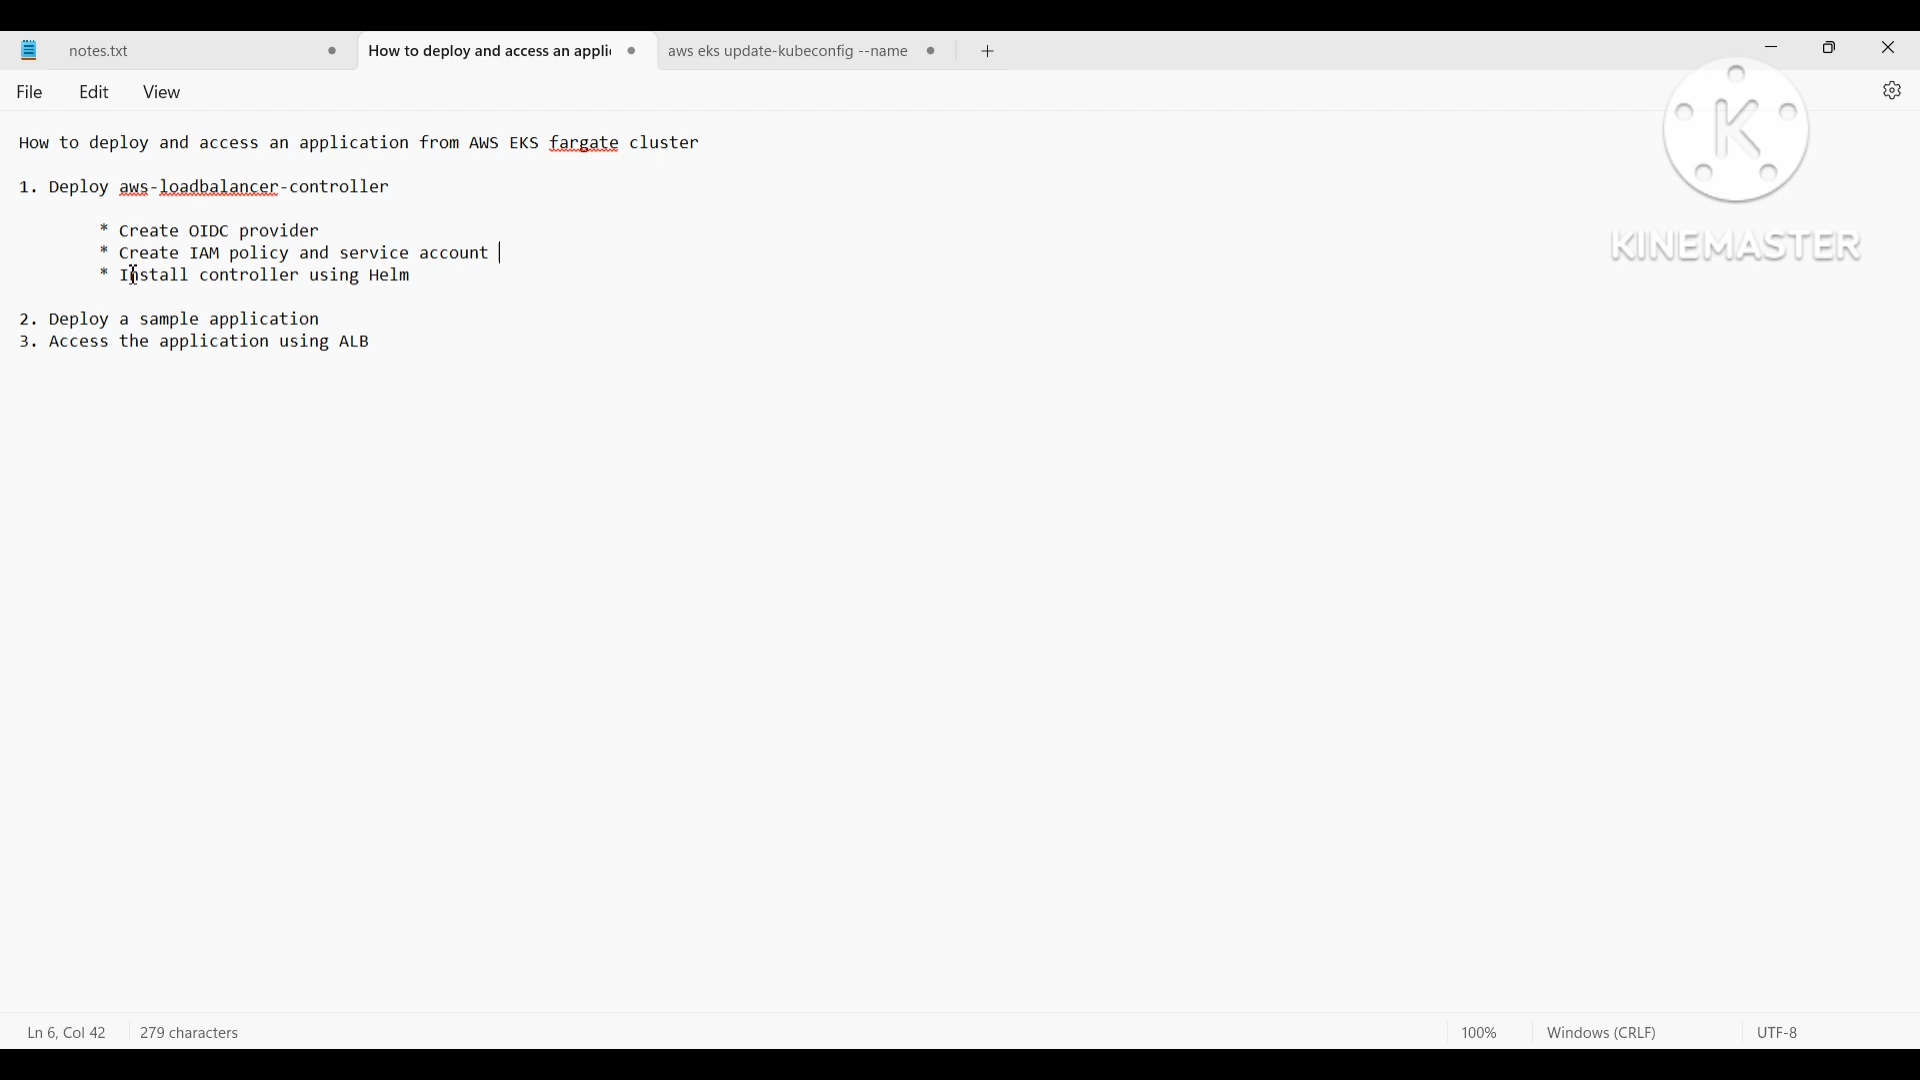 notes.txt
How to deploy and access an appli
aws eks update-kubeconfig --name
File Edit View
How to deploy and access an application from AWS EKS fargate cluster
1. Deploy aws-loadbalancer-controller
* Create OIDC provider
* Create IAM policy and service account
* Install controller using Helm
2. Deploy a sample application
3. Access the application using ALB
K
KINEMASTER
Ln 6, Col 42
279 characters
100%
Windows (CRLF)
UTF-8